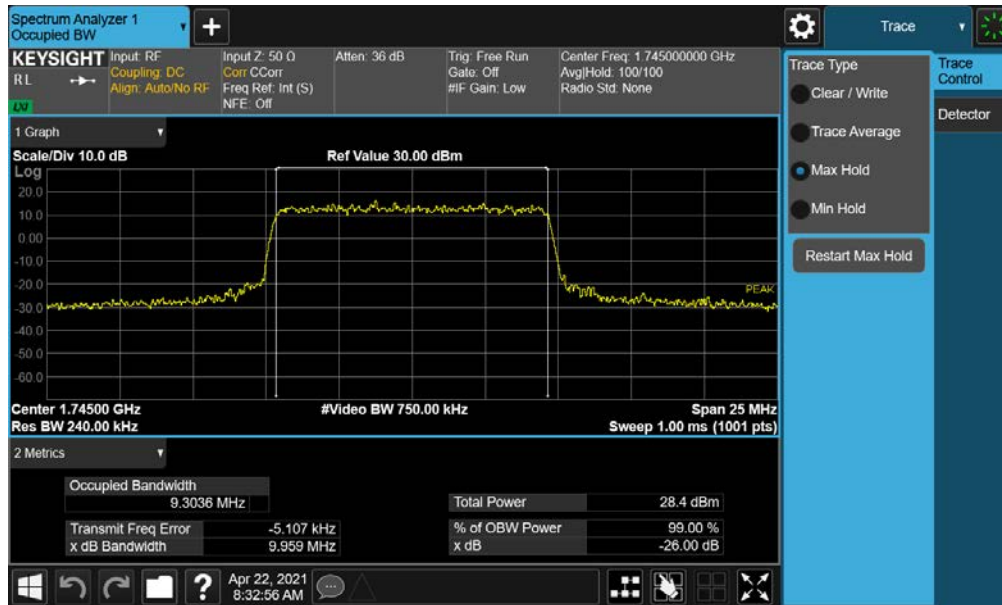 Spectrum Analyzer 1
Occupied BW
+
Trace
KEYSIGHT
RL
LXI
Input: RF
Coupling: DC
Align: Auto/No RF
Input Z: 50 Ω
Corr CCorr
Freq Ref: Int (S)
NFE: Off
Atten: 36 dB
Trig: Free Run
Gate: Off
#IF Gain: Low
Center Freq: 1.745000000 GHz
Avg|Hold: 100/100
Radio Std: None
Trace Type
Clear / Write
Trace Average
Max Hold
Min Hold
Restart Max Hold
Trace
Control
Detector
1 Graph
Scale/Div 10.0 dB
Ref Value 30.00 dBm
Log
20.0
10.0
0.00
-10.0
-20.0
-30.0
-40.0
-50.0
-60.0
PEAK
Center 1.74500 GHz
#Video BW 750.00 kHz
Span 25 MHz
Res BW 240.00 kHz
Sweep 1.00 ms (1001 pts)
2 Metrics
Occupied Bandwidth
9.3036 MHz
Total Power 28.4 dBm
Transmit Freq Error -5.107 kHz
% of OBW Power 99.00 %
x dB Bandwidth 9.959 MHz
x dB -26.00 dB
?
Apr 22, 2021
8:32:56 AM